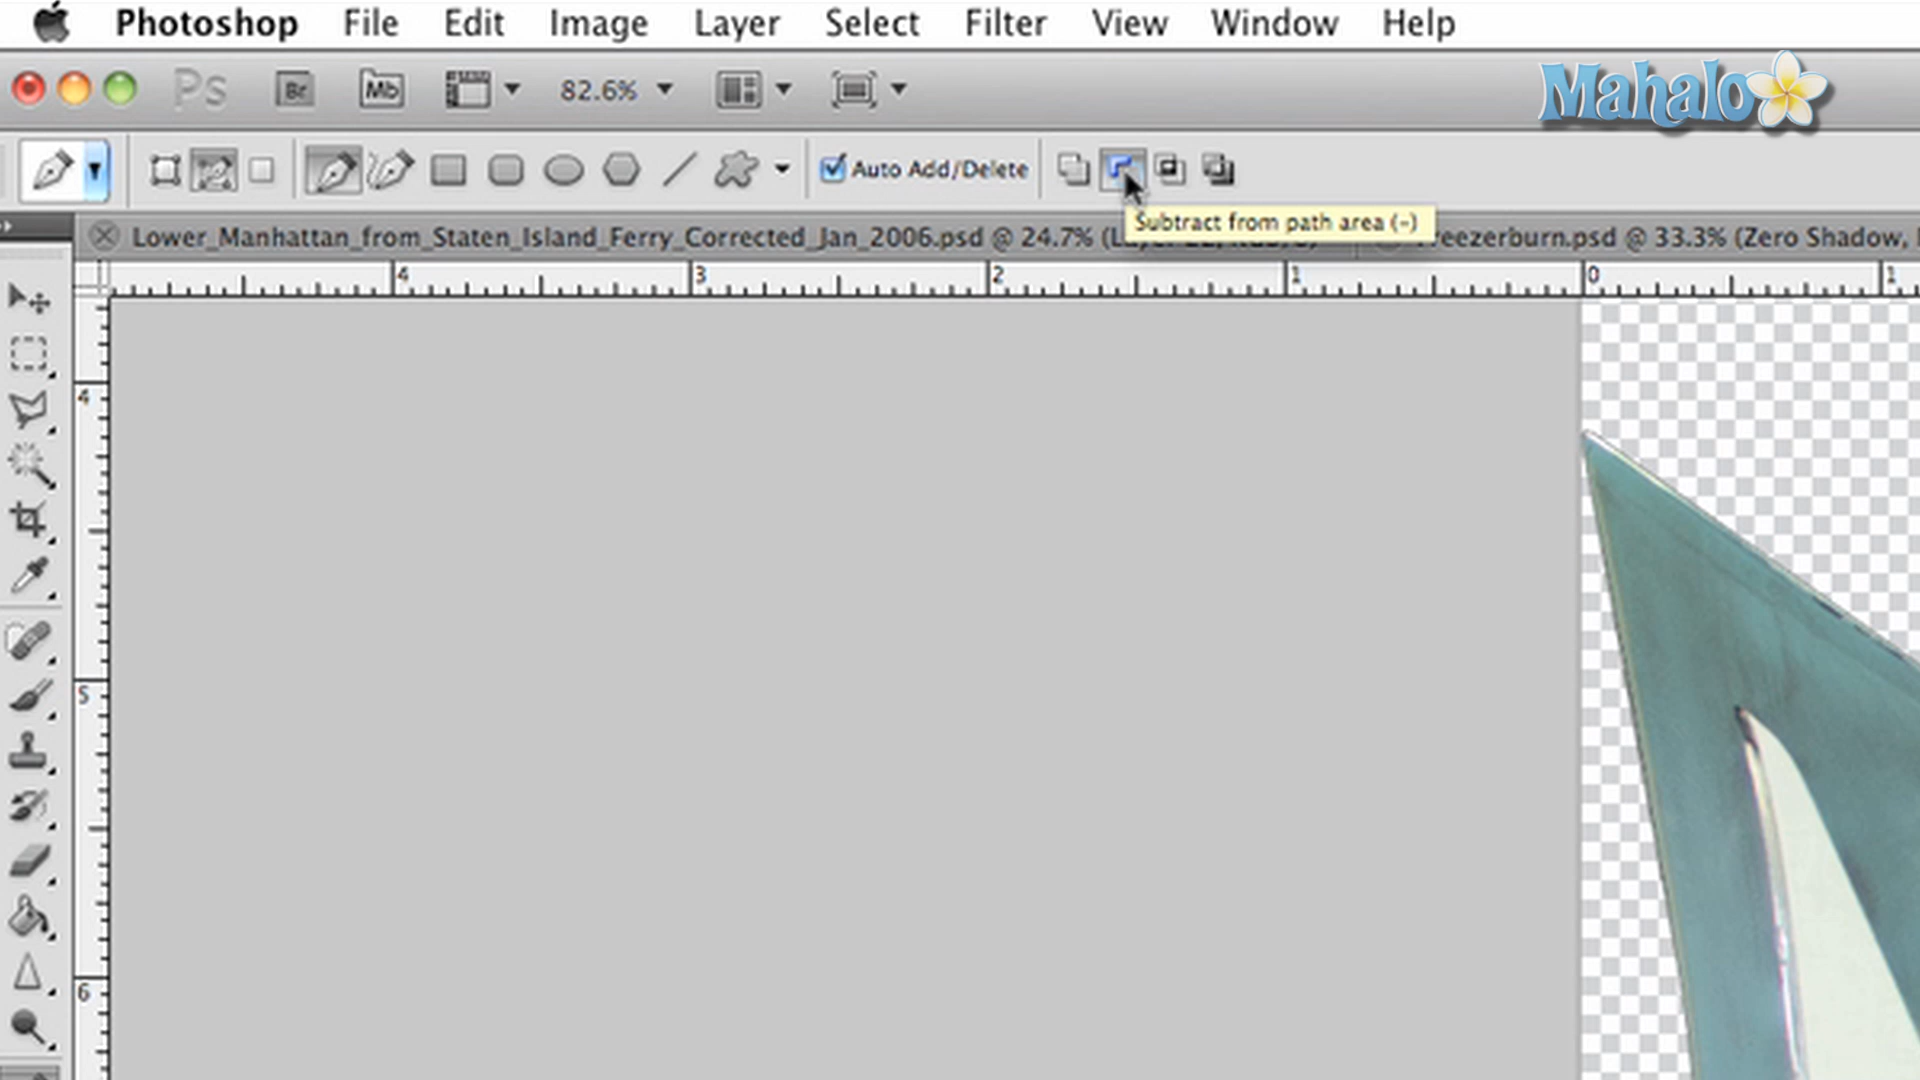 Photoshop File Edit Image Layer Select Filter View Window Help
Ps Br Mb 82.6%
Mahalo
Auto Add/Delete
Subtract from path area (-)
Lower_Manhattan_from_Staten_Island_Ferry_Corrected_Jan_2006.psd @ 24.7% ( reezerburn.psd @ 33.3% (Zero Shadow,
4 3 2 1 0 1
4
5
6